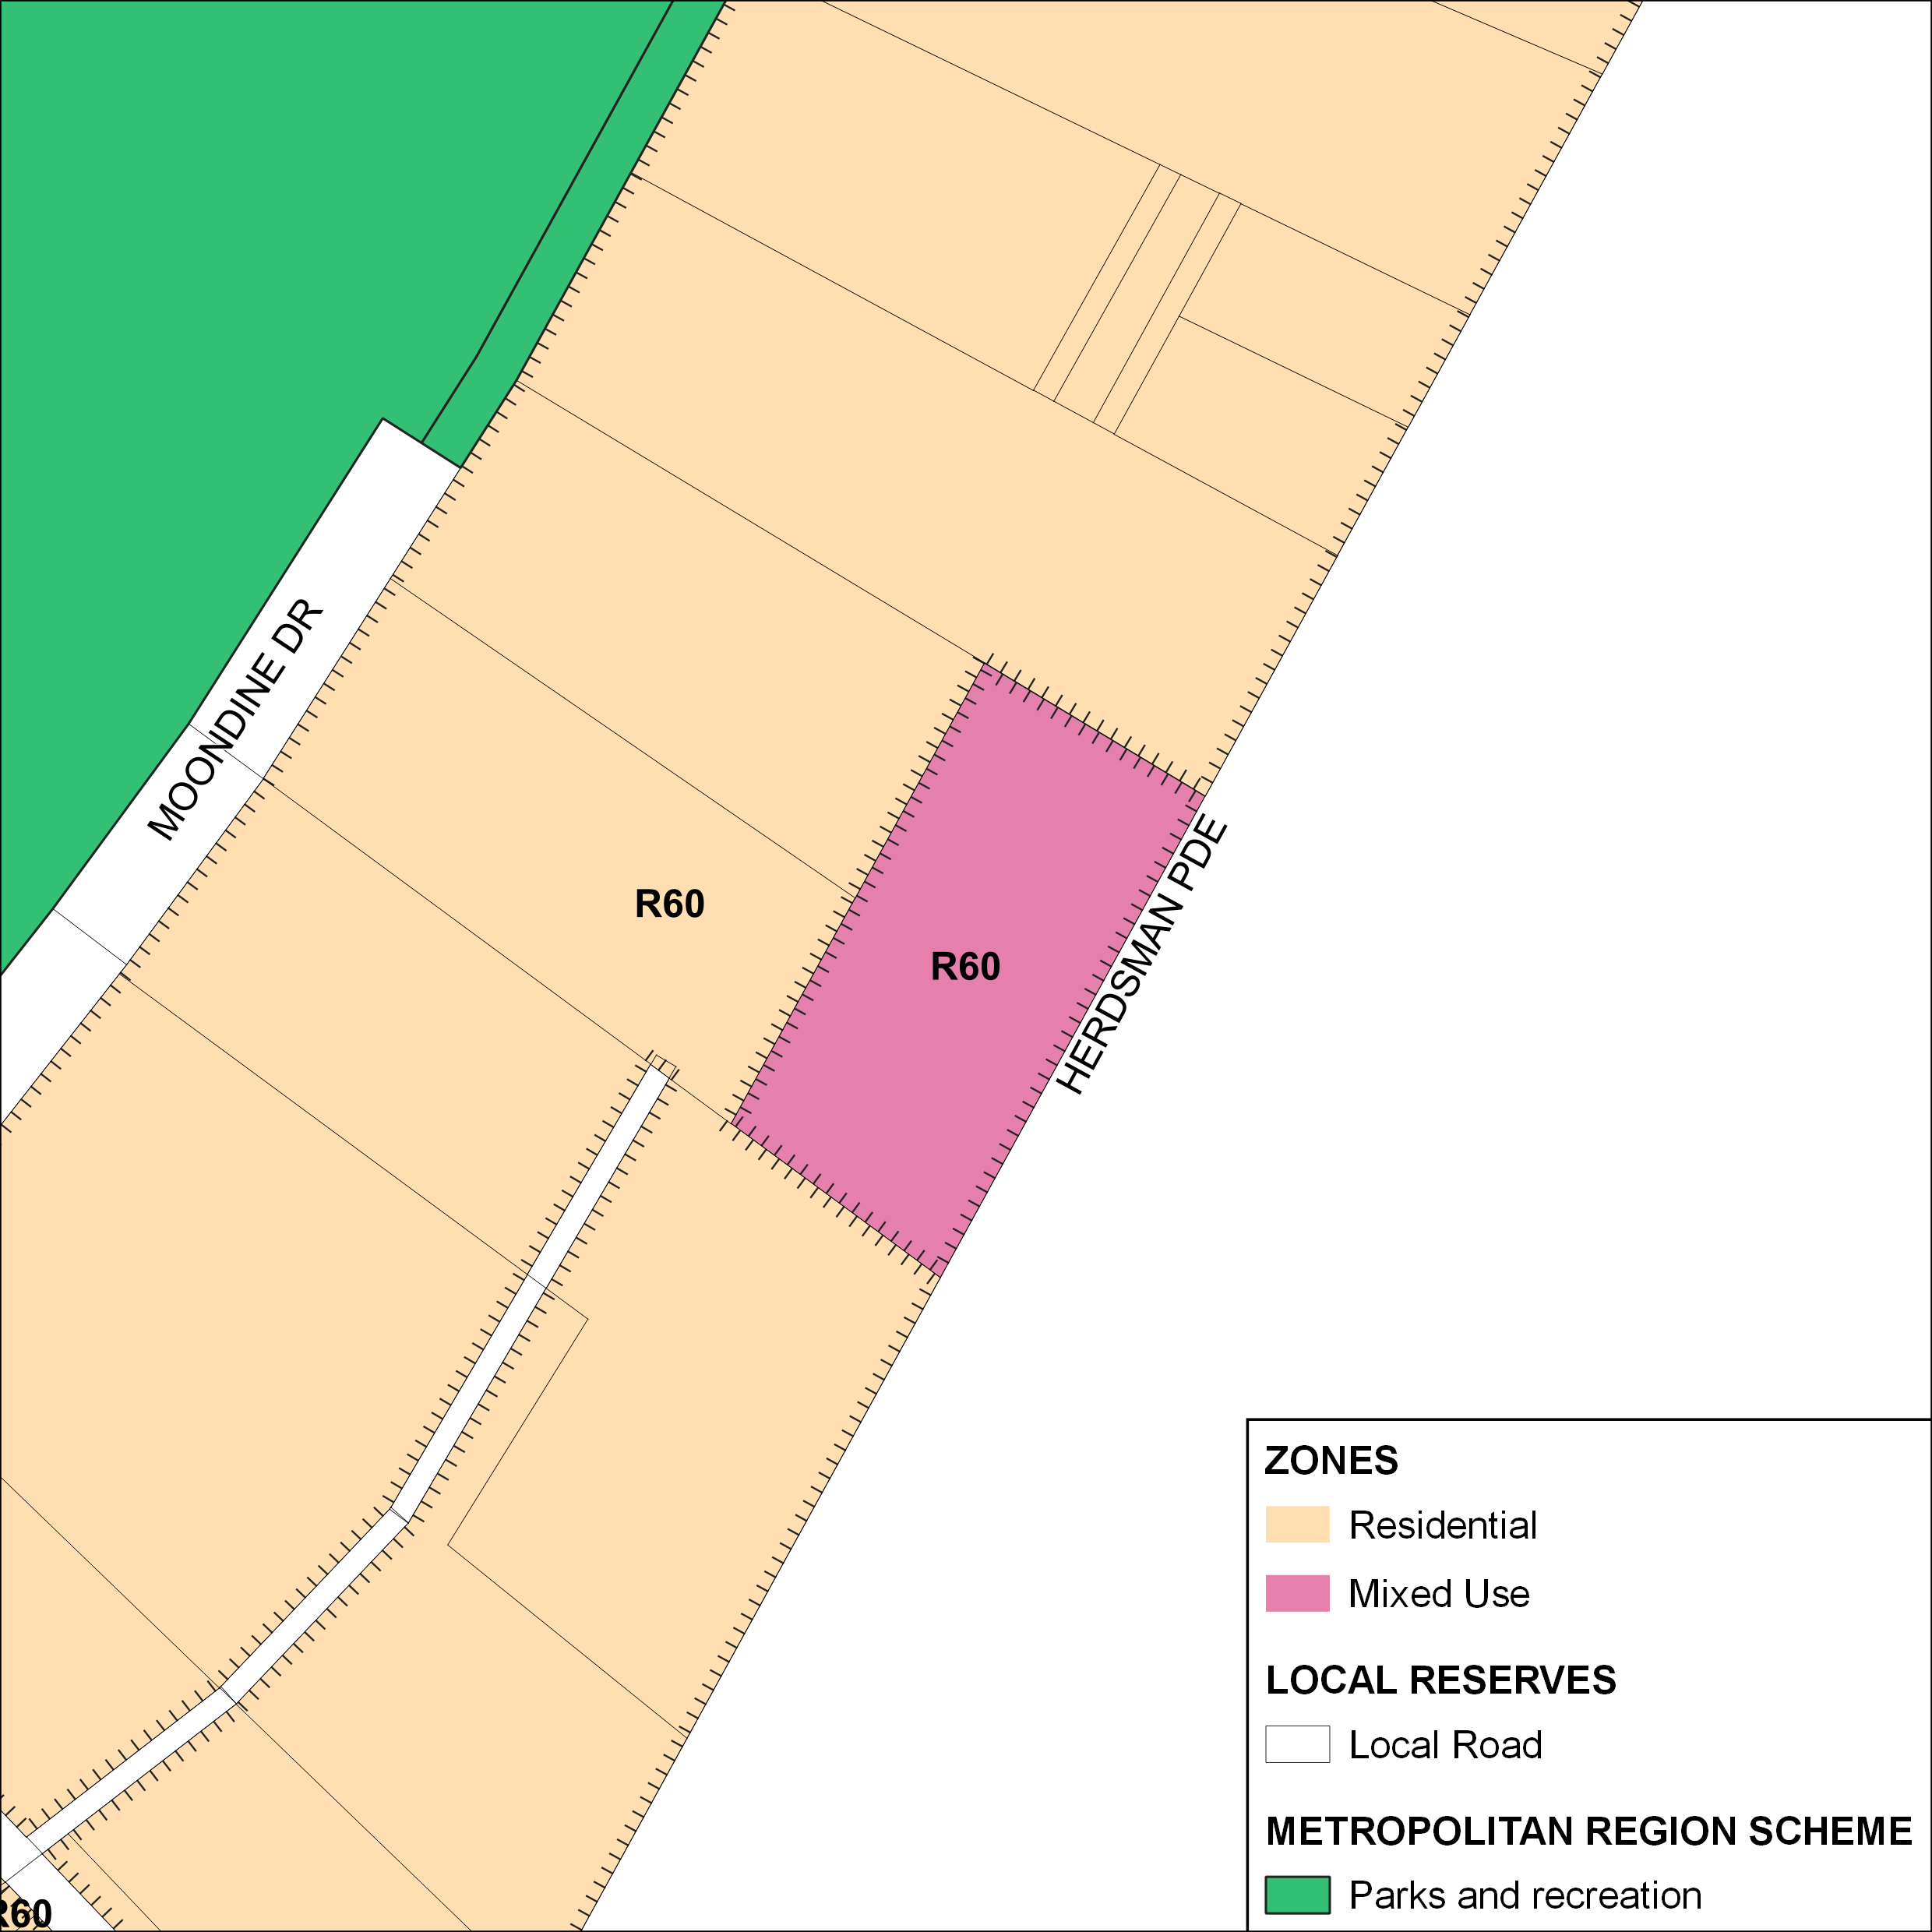 MOONDINE DR
R60
R60
HERDSMAN PDE
R60
ZONES
Residential
Mixed Use
LOCAL RESERVES
Local Road
METROPOLITAN REGION SCHEME
Parks and recreation